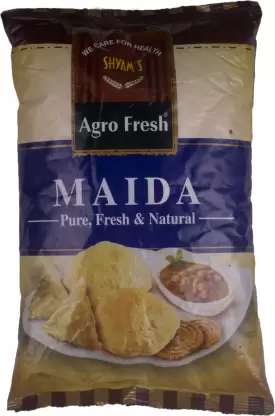 WE CARE FOR HEALTH
SHYAM'S
Agro Fresh®
MAIDA
Pure, Fresh & Natural